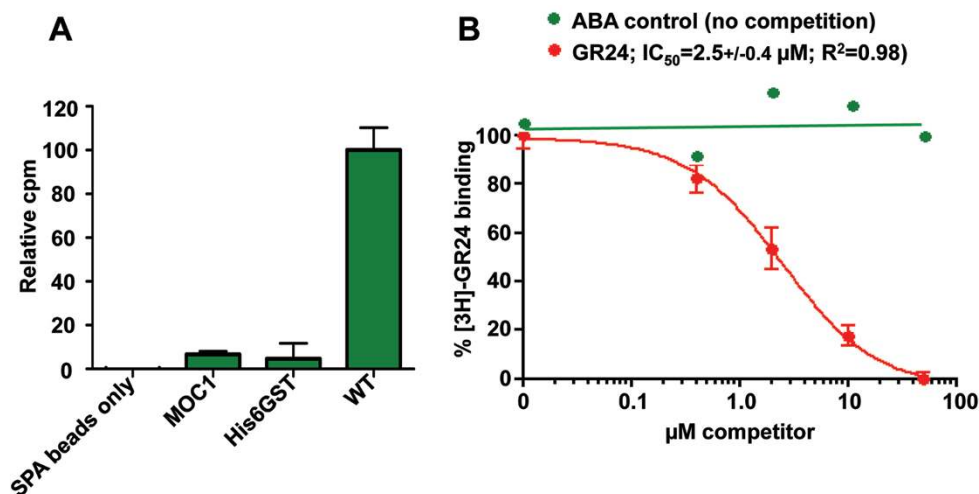 A
Relative cpm
120
100
80
60
40
20
0
SPA beads only
MOC1
His6GST
WT
B
ABA control (no competition)
GR24; IC50=2.5+/-0.4 µM; R²=0.98)
% [3H]-GR24 binding
100
80
60
40
20
0
0
0.1
1.0
10
100
µM competitor